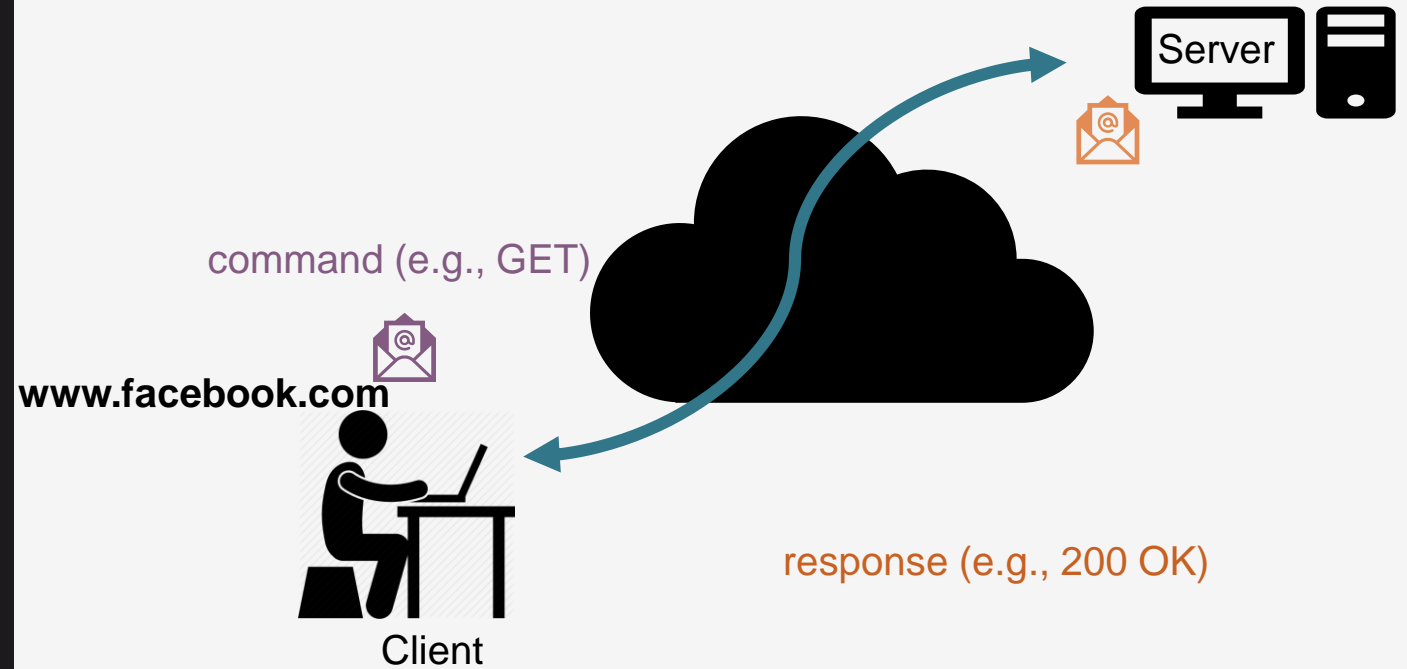 Server
command (e.g., GET)
www.facebook.com
response (e.g., 200 OK)
Client